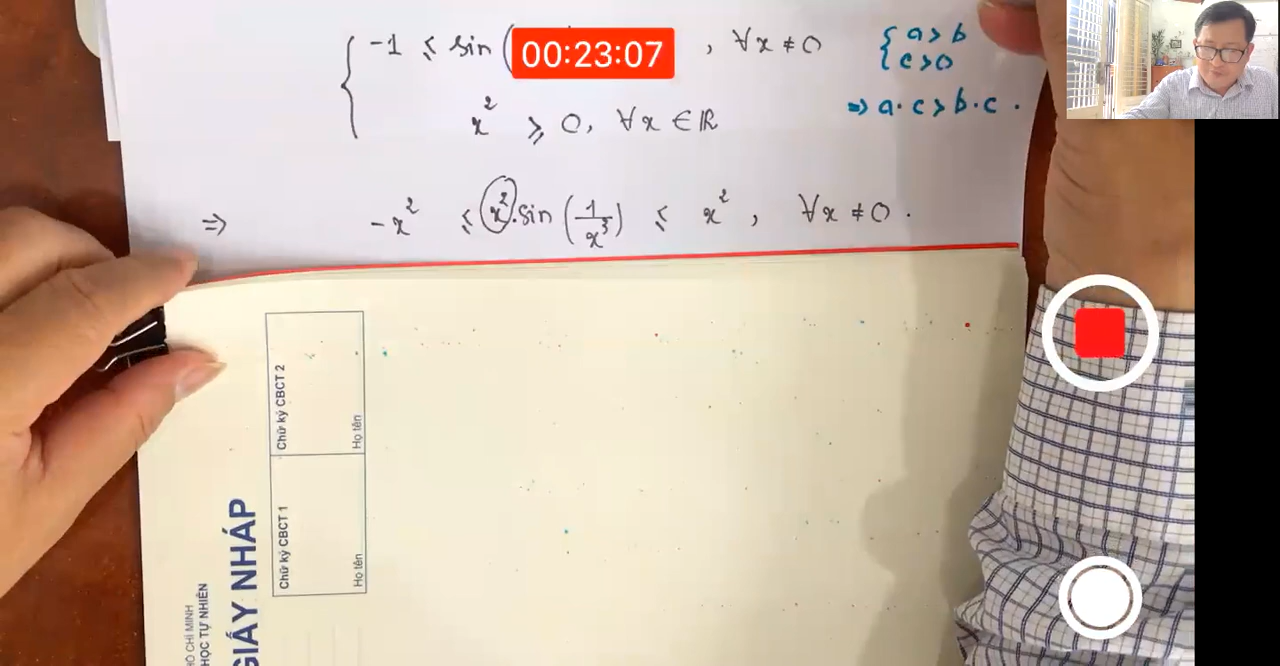 -1 ⩽ sin( , ∀x ≠ 0
00:23:07
{ a > b
{ c > 0
⇒ a.c > b.c .
x² ⩾ 0, ∀x ∈ ℝ
⇒ -x² ⩽ x².sin(1/x³) ⩽ x² , ∀x ≠ 0 .
HỒ CHÍ MINH
HỌC TỰ NHIÊN
GIẤY NHÁP
Chữ ký CBCT 1
Họ tên
Chữ ký CBCT 2
Họ tên